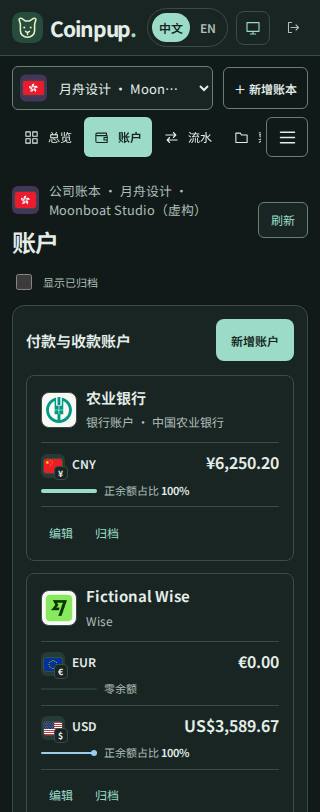 Coinpup.
中文
EN
月舟设计 · Moon···
+ 新增账本
总览
账户
流水
公司账本 · 月舟设计 ·
Moonboat Studio（虚构）
刷新
账户
显示已归档
付款与收款账户
新增账户
农业银行
银行账户 · 中国农业银行
CNY
¥
¥6,250.20
正余额占比 100%
编辑
归档
Fictional Wise
Wise
EUR
€
€0.00
零余额
USD
$
US$3,589.67
正余额占比 100%
编辑
归档